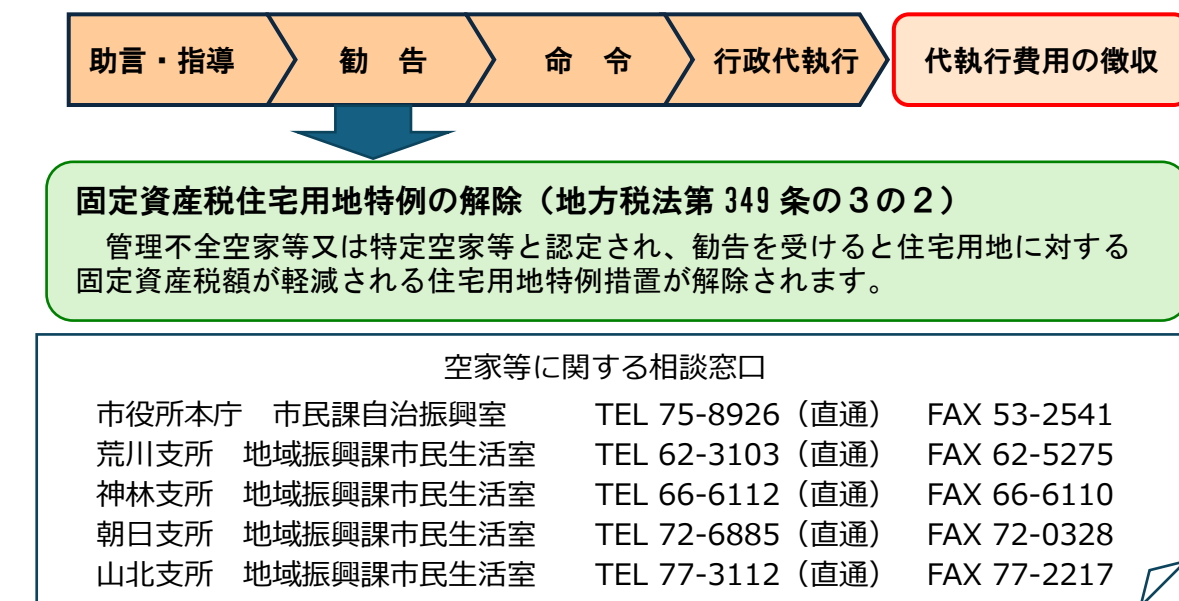 助言・指導　勧　告　命　令　行政代執行　代執行費用の徴収
固定資産税住宅用地特例の解除（地方税法第 349 条の３の２）
　管理不全空家等又は特定空家等と認定され、勧告を受けると住宅用地に対する
固定資産税額が軽減される住宅用地特例措置が解除されます。
空家等に関する相談窓口
市役所本庁　市民課自治振興室　TEL 75-8926（直通）　FAX 53-2541
荒川支所　地域振興課市民生活室　TEL 62-3103（直通）　FAX 62-5275
神林支所　地域振興課市民生活室　TEL 66-6112（直通）　FAX 66-6110
朝日支所　地域振興課市民生活室　TEL 72-6885（直通）　FAX 72-0328
山北支所　地域振興課市民生活室　TEL 77-3112（直通）　FAX 77-2217